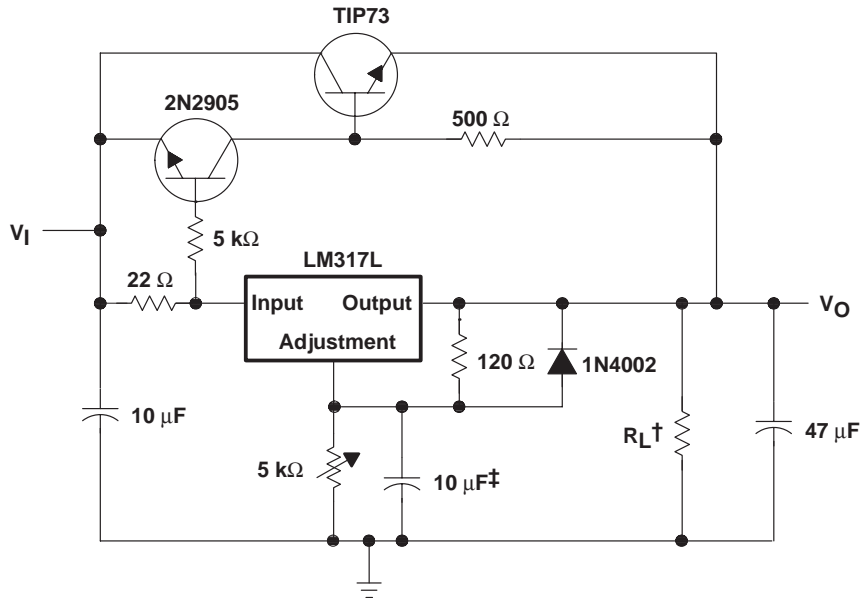 TIP73
2N2905
500 Ω
VI
5 kΩ
LM317L
22 Ω
Input Output
VO
Adjustment
120 Ω
1N4002
10 μF
RL†
47 μF
5 kΩ
10 μF‡